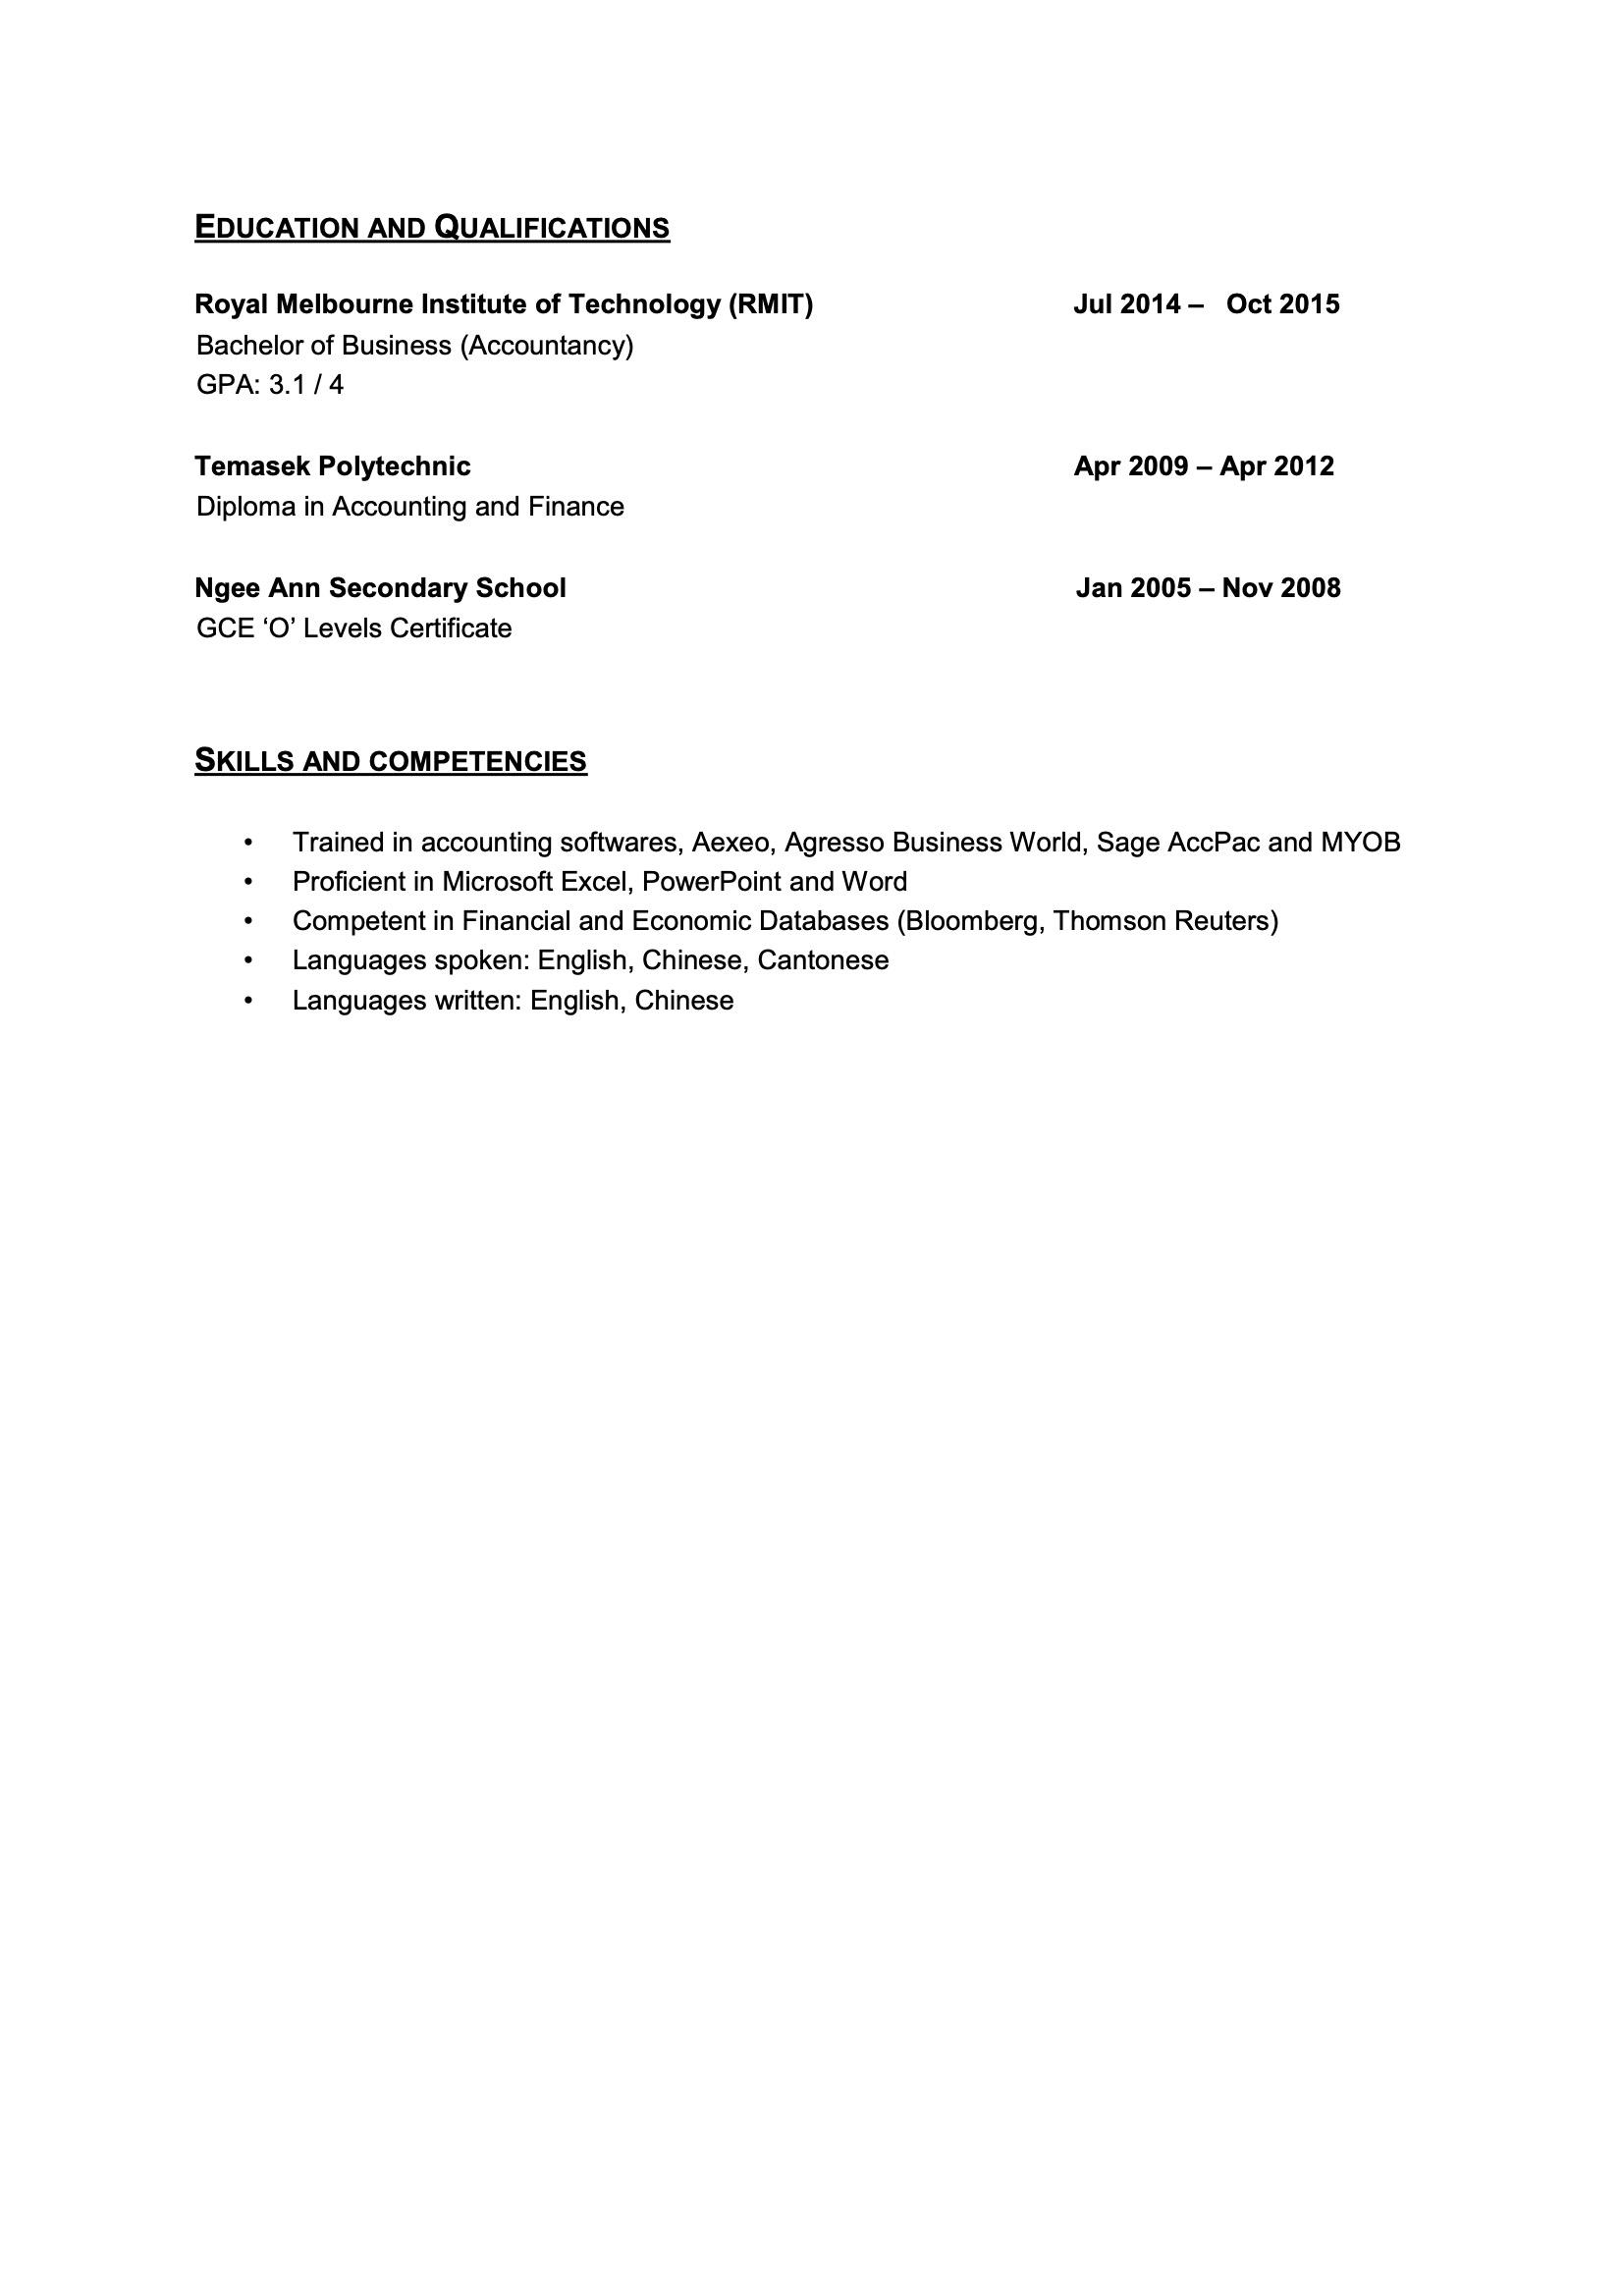 EDUCATION AND QUALIFICATIONS
Royal Melbourne Institute of Technology (RMIT) Jul 2014 – Oct 2015
Bachelor of Business (Accountancy)
GPA: 3.1 / 4
Temasek Polytechnic Apr 2009 – Apr 2012
Diploma in Accounting and Finance
Ngee Ann Secondary School Jan 2005 – Nov 2008
GCE ‘O’ Levels Certificate
SKILLS AND COMPETENCIES
• Trained in accounting softwares, Aexeo, Agresso Business World, Sage AccPac and MYOB
• Proficient in Microsoft Excel, PowerPoint and Word
• Competent in Financial and Economic Databases (Bloomberg, Thomson Reuters)
• Languages spoken: English, Chinese, Cantonese
• Languages written: English, Chinese